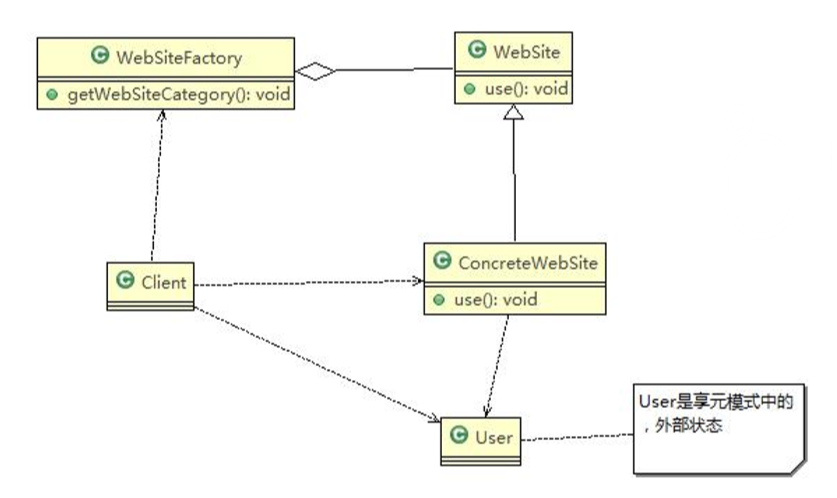 WebSiteFactory
getWebSiteCategory(): void
WebSite
use(): void
Client
ConcreteWebSite
use(): void
User
User是享元模式中的
，外部状态